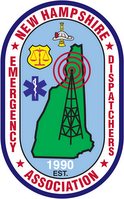 NEW HAMPSHIRE
EMERGENCY
DISPATCHERS
1990
EST.
ASSOCIATION